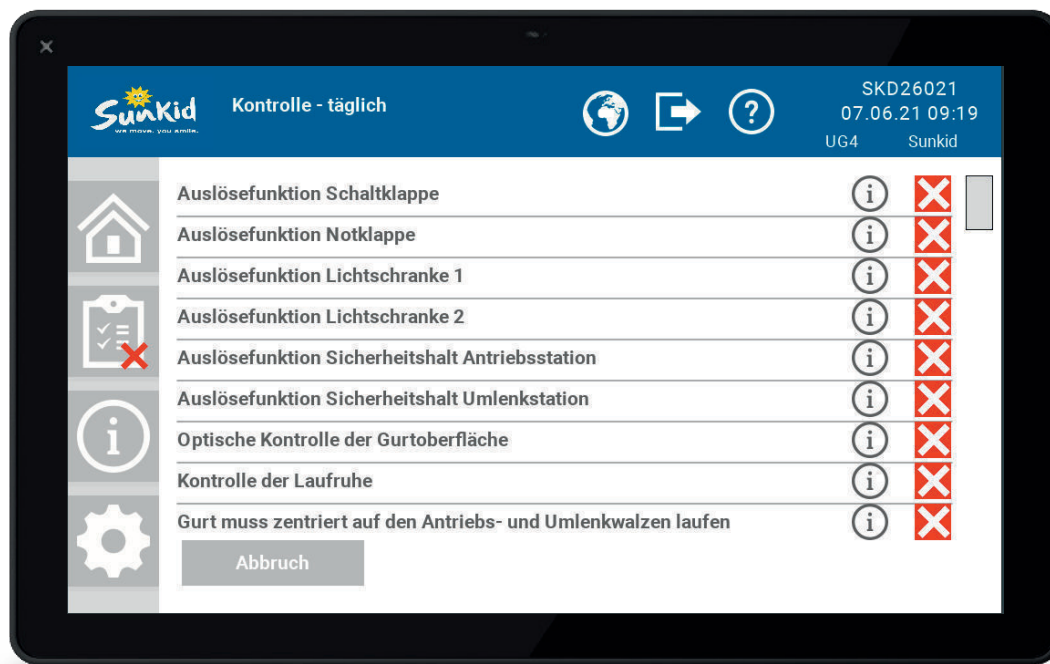 SunKid
we move. you smile.
Kontrolle - täglich
?
SKD26021
07.06.21 09:19
UG4 Sunkid
Auslösefunktion Schaltklappe i
Auslösefunktion Notklappe i
Auslösefunktion Lichtschranke 1 i
Auslösefunktion Lichtschranke 2 i
Auslösefunktion Sicherheitshalt Antriebsstation i
Auslösefunktion Sicherheitshalt Umlenkstation i
Optische Kontrolle der Gurtoberfläche i
Kontrolle der Laufruhe i
Gurt muss zentriert auf den Antriebs- und Umlenkwalzen laufen i
i
Abbruch